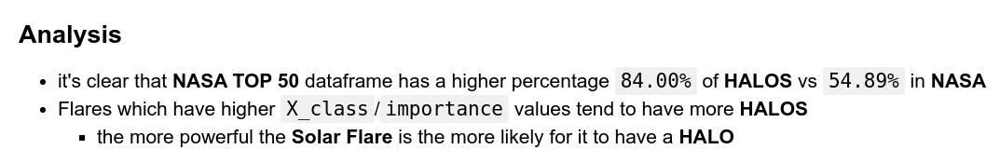 Analysis
it's clear that NASA TOP 50 dataframe has a higher percentage 84.00% of HALOS vs 54.89% in NASA
Flares which have higher X_class/importance values tend to have more HALOS
the more powerful the Solar Flare is the more likely for it to have a HALO